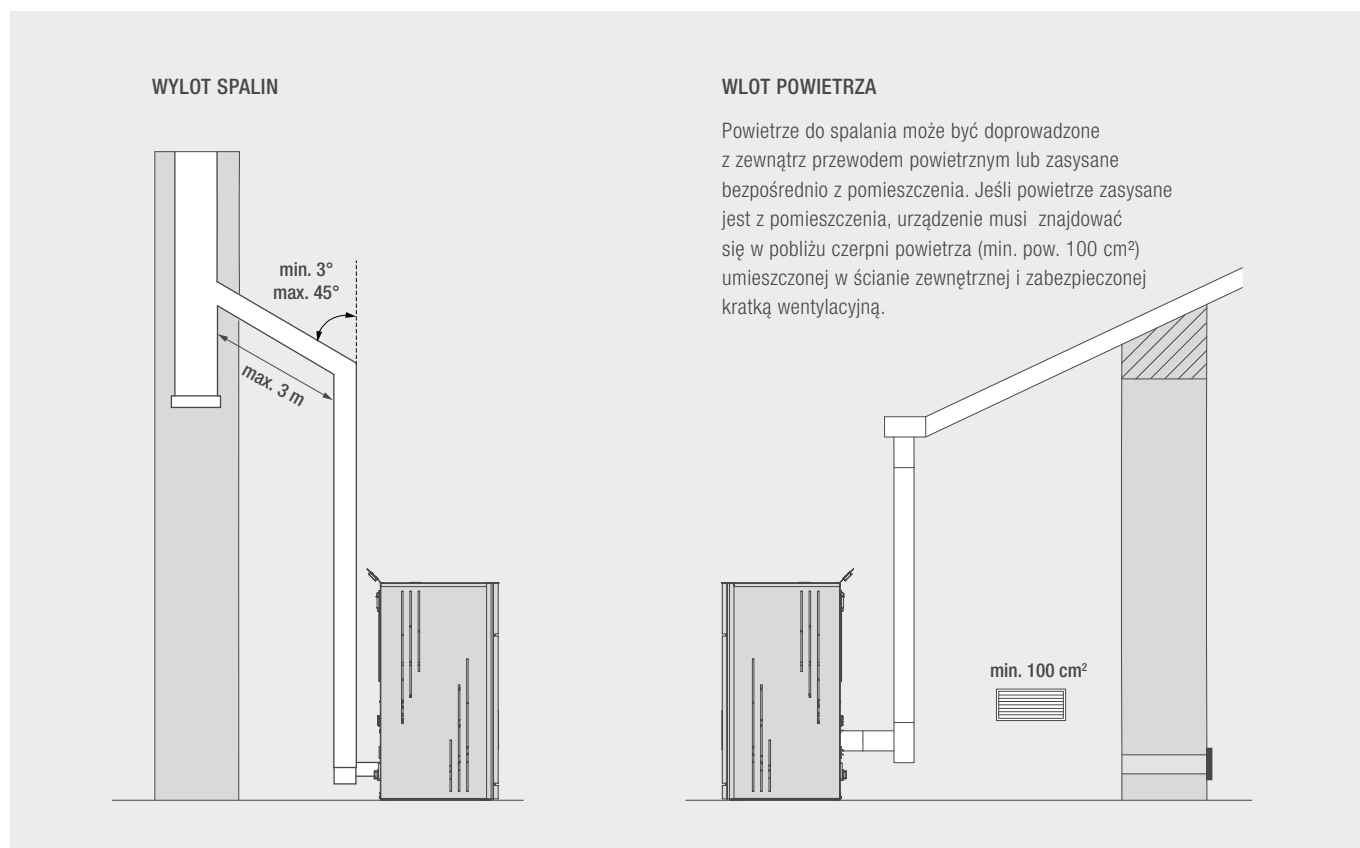 WYLOT SPALIN
min. 3°
max. 45°
max. 3 m
WLOT POWIETRZA
Powietrze do spalania może być doprowadzone
z zewnątrz przewodem powietrznym lub zasysane
bezpośrednio z pomieszczenia. Jeśli powietrze zasysane
jest z pomieszczenia, urządzenie musi znajdować
się w pobliżu czerpni powietrza (min. pow. 100 cm²)
umieszczonej w ścianie zewnętrznej i zabezpieczonej
kratką wentylacyjną.
min. 100 cm²